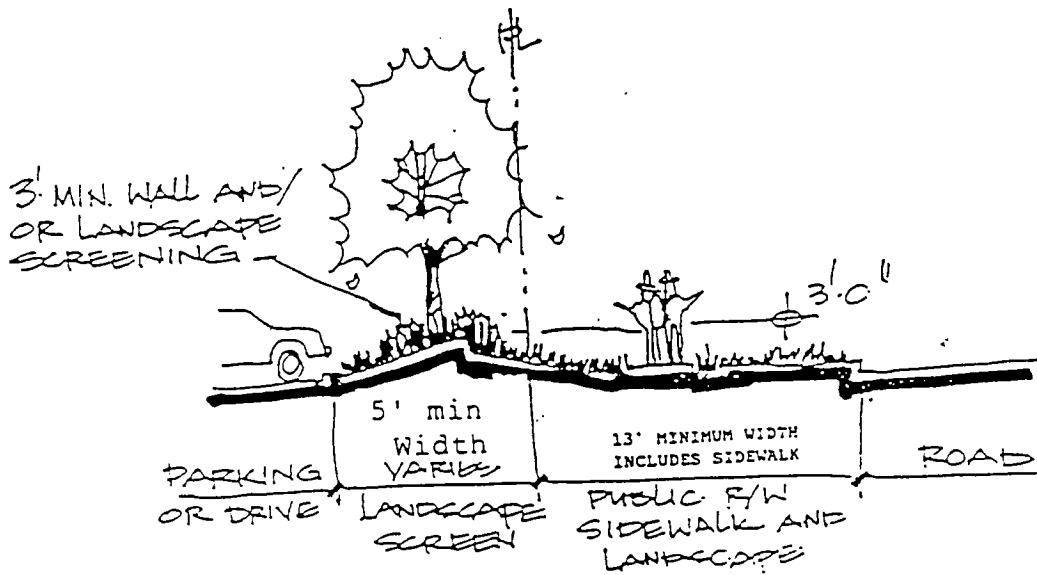 PL
3' MIN. WALL AND/
OR LANDSCAPE
SCREENING
3'.0"
5' min
Width
VARIES
13' MINIMUM WIDTH
INCLUDES SIDEWALK
ROAD
PARKING
OR DRIVE
LANDSCAPE
SCREEN
PUBLIC R/W
SIDEWALK AND
LANDSCAPE